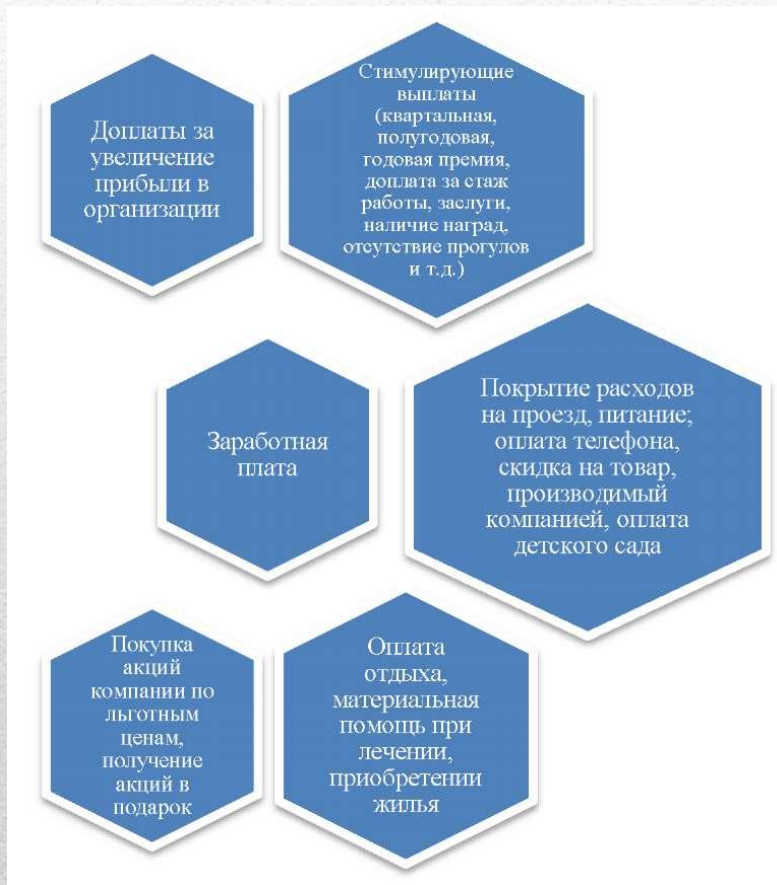 Доплаты за
увеличение
прибыли в
организации
Стимулирующие
выплаты
(квартальная,
полугодовая,
годовая премия,
доплата за стаж
работы, заслуги,
наличие наград,
отсутствие прогулов
и т.д.)
Заработная
плата
Покрытие расходов
на проезд, питание;
оплата телефона,
скидка на товар,
производимый
компанией, оплата
детского сада
Покупка
акций
компании по
льготным
ценам,
получение
акций в
подарок
Оплата
отдыха,
материальная
помощь при
лечении,
приобретении
жилья